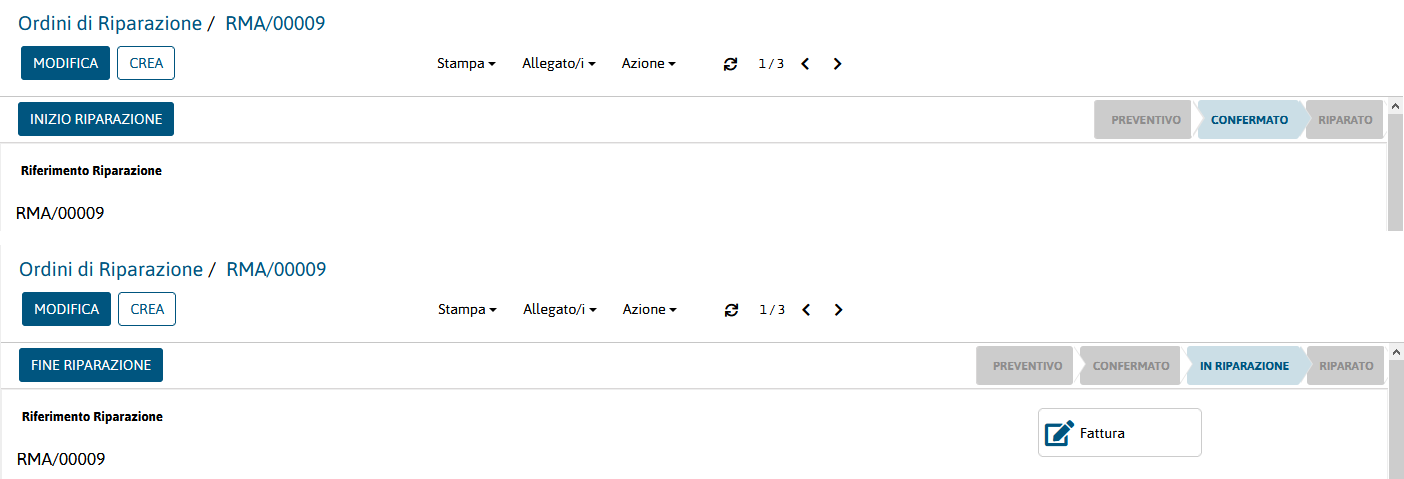 Ordini di Riparazione / RMA/00009
MODIFICA CREA Stampa Allegato/i Azione 1 / 3
INIZIO RIPARAZIONE PREVENTIVO CONFERMATO RIPARATO
Riferimento Riparazione
RMA/00009
Ordini di Riparazione / RMA/00009
MODIFICA CREA Stampa Allegato/i Azione 1 / 3
FINE RIPARAZIONE PREVENTIVO CONFERMATO IN RIPARAZIONE RIPARATO
Riferimento Riparazione
Fattura
RMA/00009